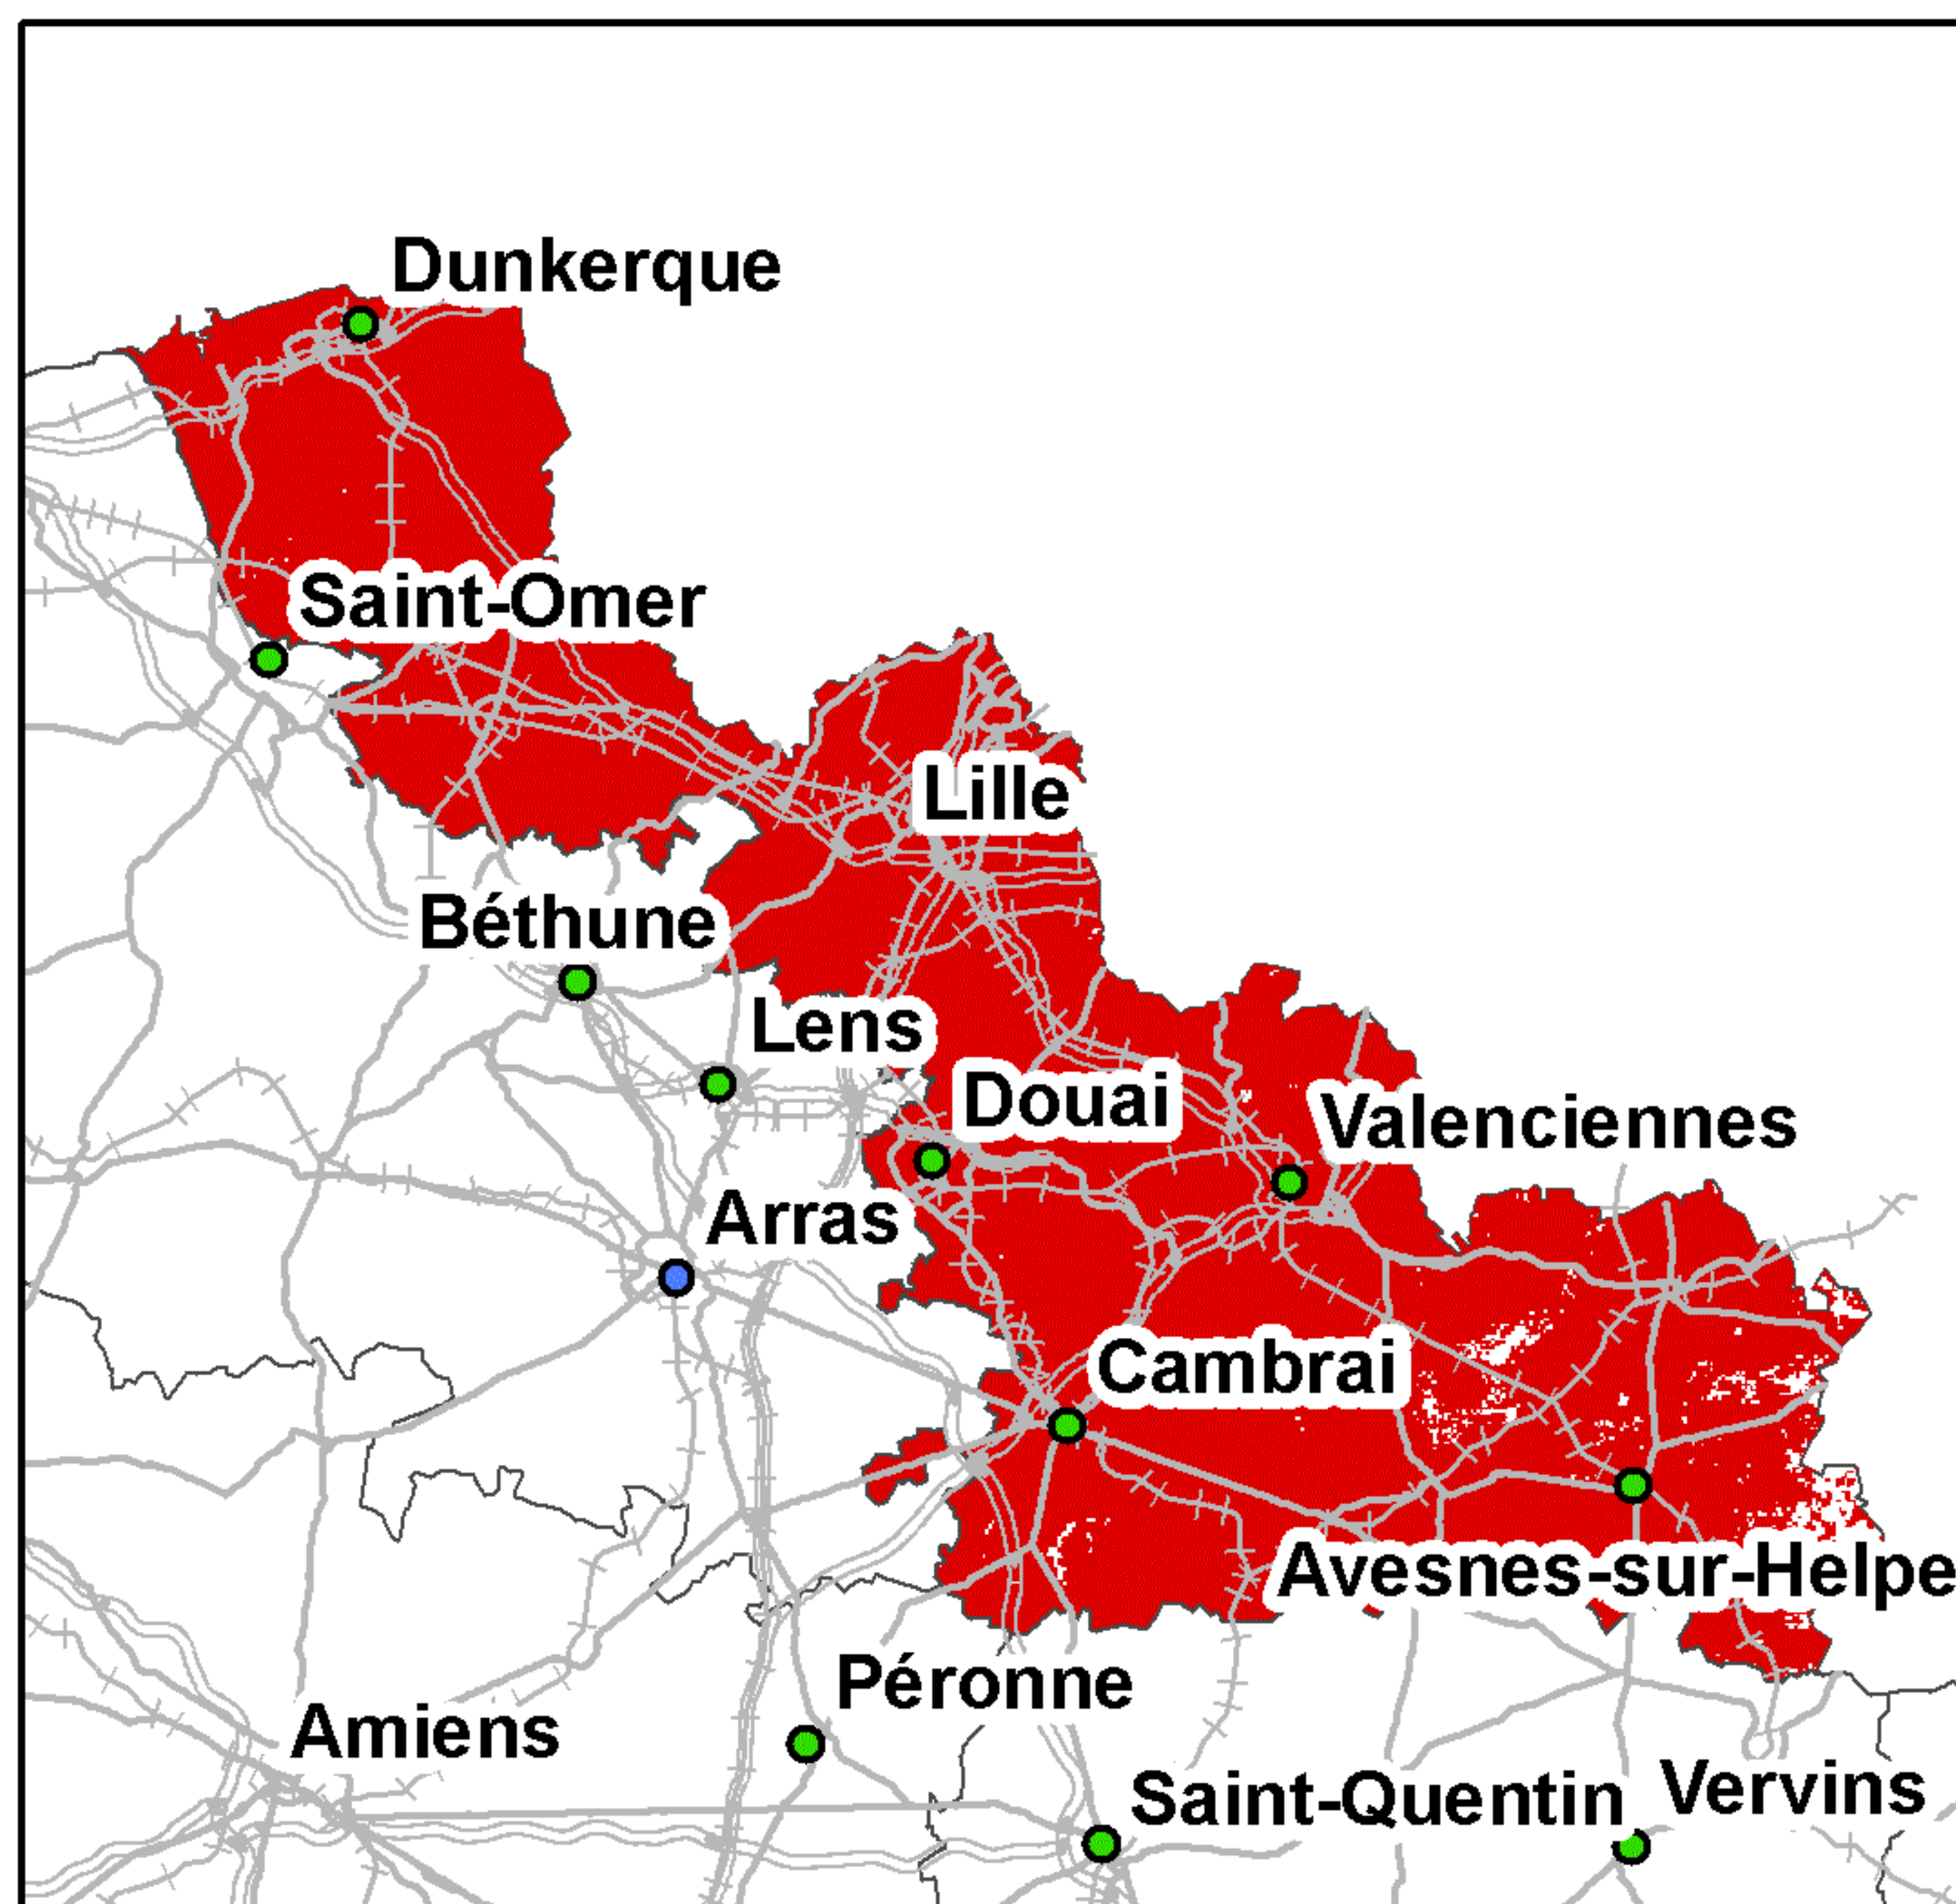 Dunkerque
Saint-Omer
Lille
Béthune
Lens
Douai
Valenciennes
Arras
Cambrai
Avesnes-sur-Helpe
Péronne
Amiens
Saint-Quentin
Vervins